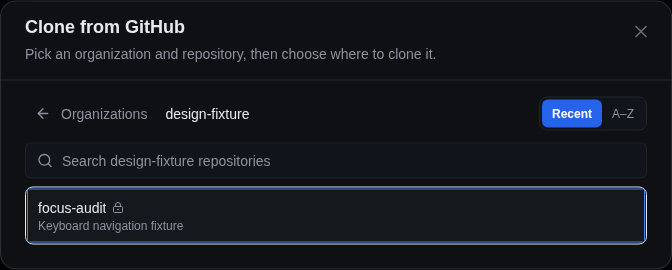 Clone from GitHub
Pick an organization and repository, then choose where to clone it.
Organizations design-fixture Recent A–Z
Search design-fixture repositories
focus-audit
Keyboard navigation fixture